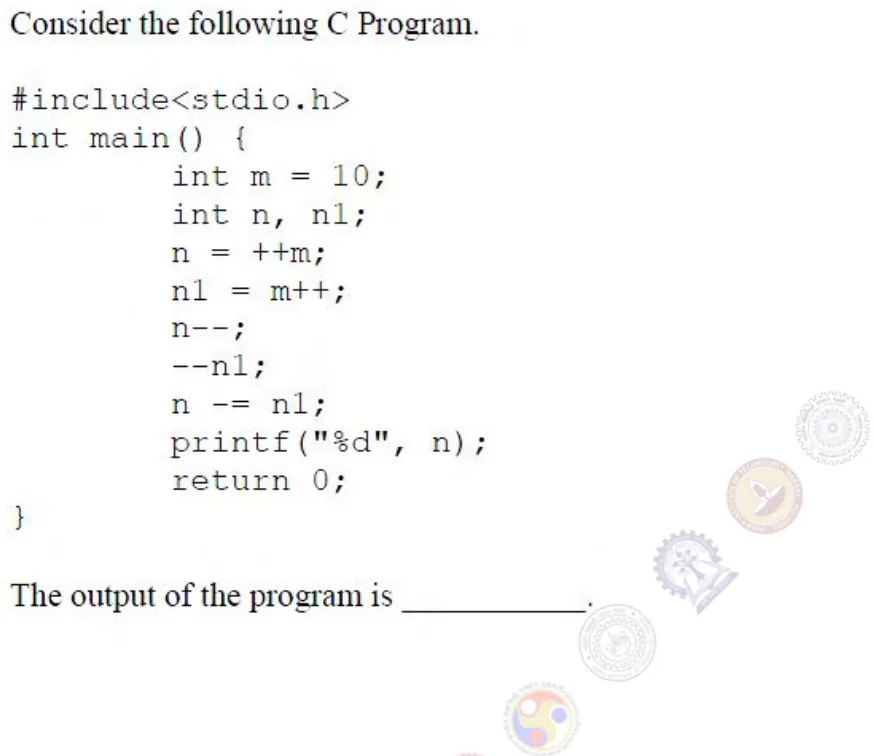 Consider the following C Program.
#include<stdio.h>
int main() {
int m = 10;
int n, n1;
n = ++m;
n1 = m++;
n--;
--n1;
n -= n1;
printf("%d", n);
return 0;
}
The output of the program is ___________.